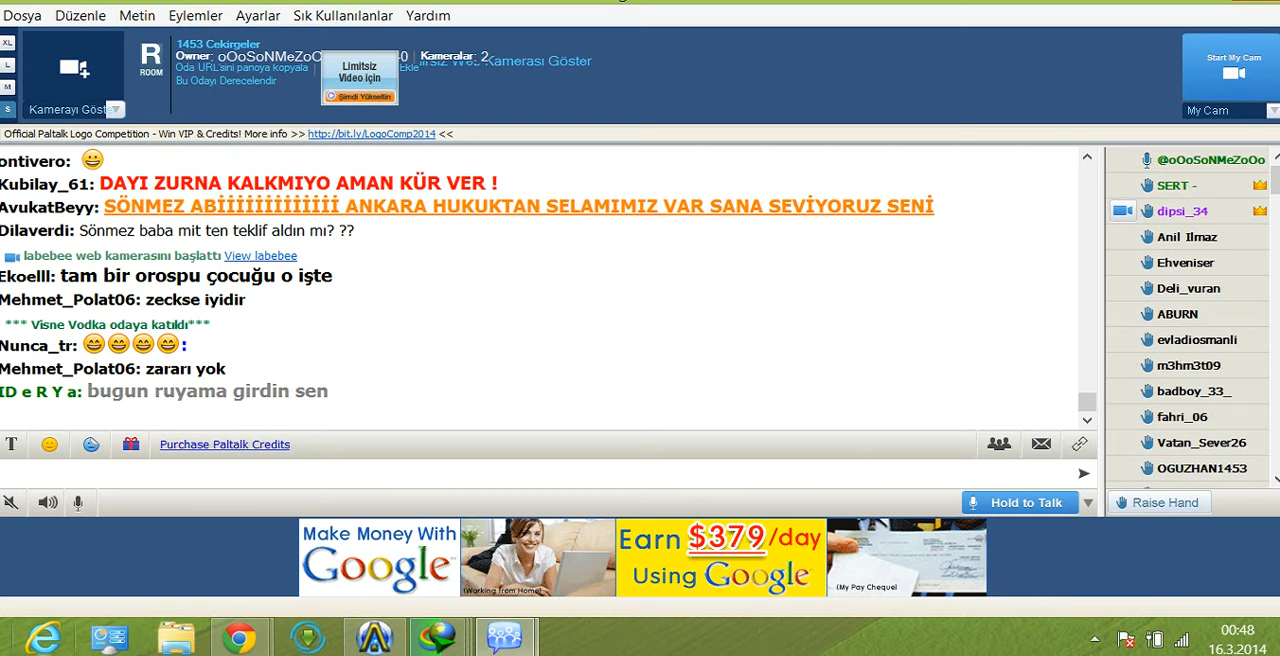 Dosya Düzenle Metin Eylemler Ayarlar Sık Kullanılanlar Yardım
XL
L
M
S
Kamerayı Göst
R
ROOM
1453 Cekirgeler
Owner: oOoSoNMeZoO 40 | Kameralar: 2
Oda URL'sini panoya kopyala | Ekle
Web Kamerası Göster
Bu Odayı Derecelendir
Limitsiz
Video için
Şimdi Yükseltin
Start My Cam
My Cam
Official Paltalk Logo Competition - Win VIP & Credits! More info >> http://bit.ly/LogoComp2014 <<
ontivero:
Kubilay_61: DAYI ZURNA KALKMIYO AMAN KÜR VER !
AvukatBeyy: SÖNMEZ ABİİİİİİİİİİİİİ ANKARA HUKUKTAN SELAMIMIZ VAR SANA SEVİYORUZ SENİ
Dilaverdi: Sönmez baba mit ten teklif aldın mı? ??
labebee web kamerasını başlattı View labebee
Ekoelll: tam bir orospu çocuğu o işte
Mehmet_Polat06: zeckse iyidir
*** Visne Vodka odaya katıldı***
Nunca_tr: :
Mehmet_Polat06: zararı yok
ID e R Y a: bugun ruyama girdin sen
@oOoSoNMeZoOo
SERT -
dipsi_34
Anil Ilmaz
Ehveniser
Deli_vuran
ABURN
evladiosmanli
m3hm3t09
badboy_33_
fahri_06
Vatan_Sever26
OGUZHAN1453
T
Purchase Paltalk Credits
Hold to Talk
Raise Hand
Make Money With
Google
(Working from Home)
Earn $379/day
Using Google
(My Pay Cheque)
00:48
16.3.2014